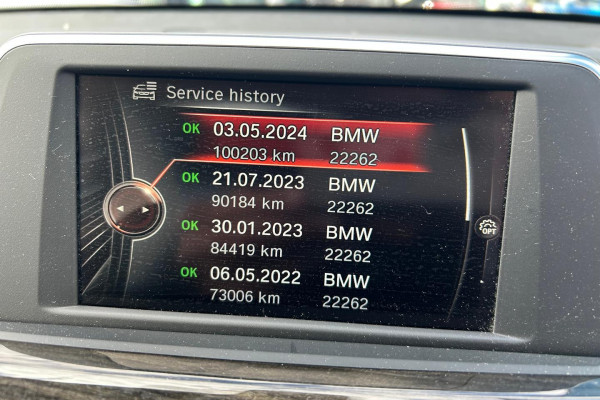 Service history
OK 03.05.2024 BMW
100203 km 22262
OK 21.07.2023 BMW
90184 km 22262
OK 30.01.2023 BMW
84419 km 22262
OK 06.05.2022 BMW
73006 km 22262
OPT